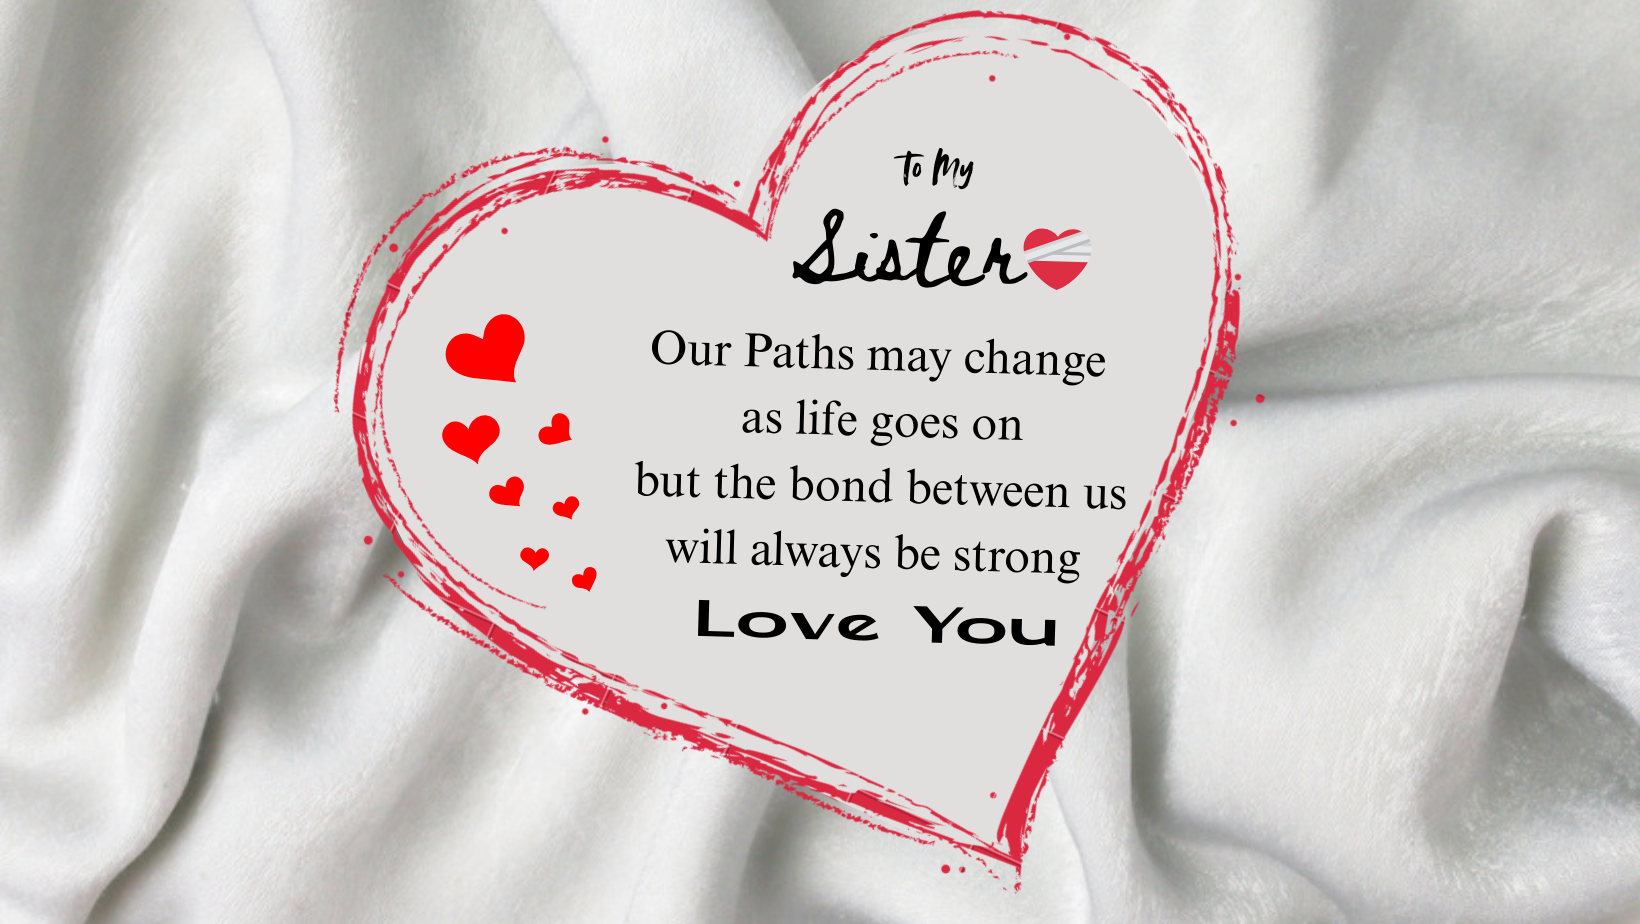 To My
Sister
Our Paths may change
as life goes on
but the bond between us
will always be strong
Love You